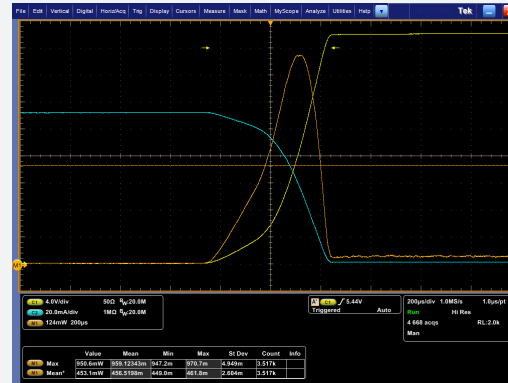 File Edit Vertical Digital Horiz/Acq Trig Display Cursors Measure Mask Math MyScope Analyze Utilities Help Tek
M1
C1 4.0V/div 50Ω BW:20.0M
C3 20.0mA/div 1MΩ BW:20.0M
M1 124mW 200µs
A' C1 5.44V
Triggered Auto
200µs/div 1.0MS/s 1.0µs/pt
Run Hi Res
4 668 acqs RL:2.0k
Man
Value Mean Min Max St Dev Count Info
M1 Max 950.6mW 959.12343m 947.2m 970.7m 4.949m 3.517k
M1 Mean* 453.1mW 456.5198m 449.0m 461.8m 2.604m 3.517k